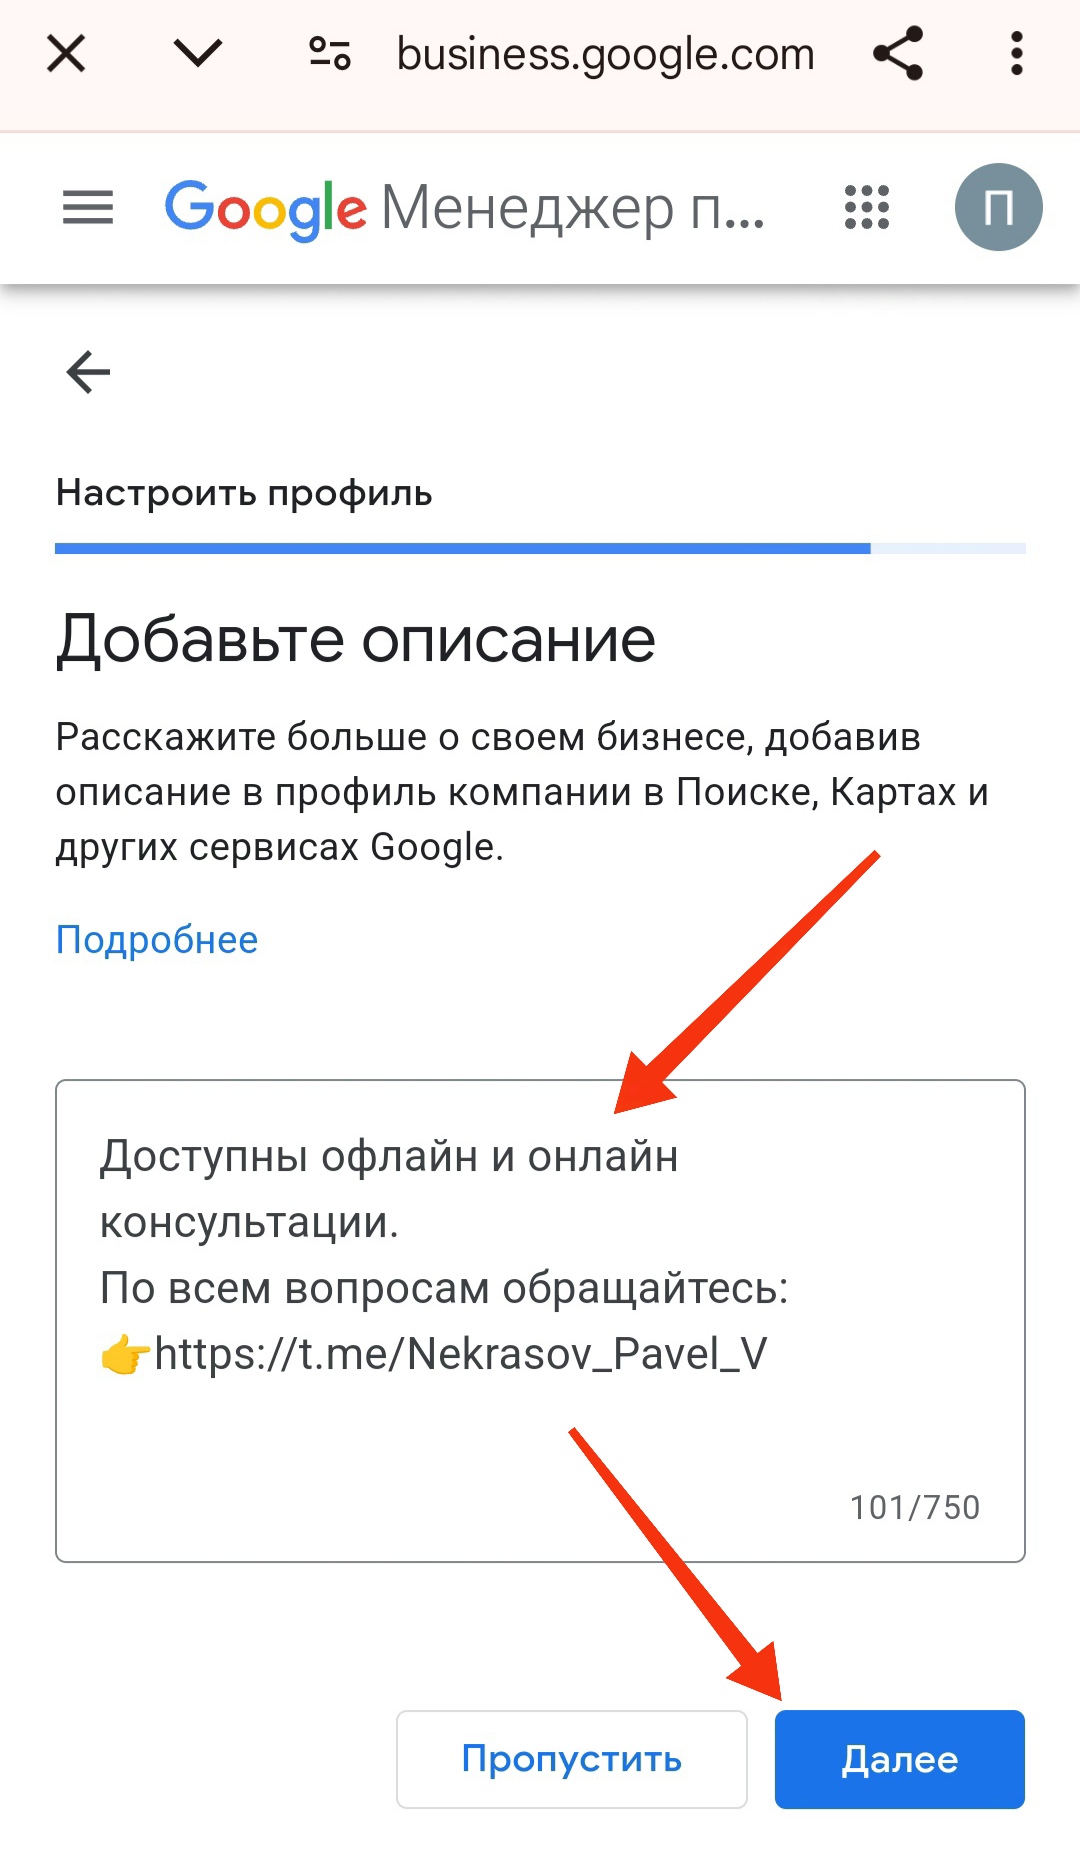 business.google.com
Google Менеджер п...
П
Настроить профиль
Добавьте описание
Расскажите больше о своем бизнесе, добавив
описание в профиль компании в Поиске, Картах и
других сервисах Google.
Подробнее
Доступны офлайн и онлайн
консультации.
По всем вопросам обращайтесь:
👉https://t.me/Nekrasov_Pavel_V
101/750
Пропустить
Далее